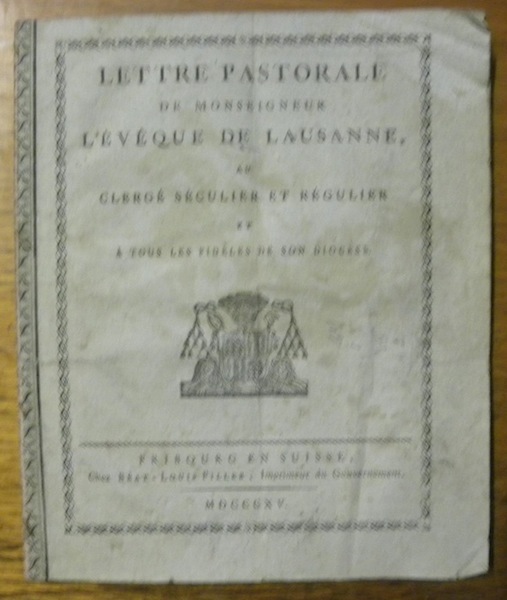 LETTRE PASTORALE
DE MONSEIGNEUR
L'ÉVÊQUE DE LAUSANNE,
AU
CLERGÉ SÉCULIER ET RÉGULIER
ET
À TOUS LES FIDÈLES DE SON DIOCÈSE.
FRIBOURG EN SUISSE,
Chez BÉAT-LOUIS PILLER, Imprimeur du Gouvernement,
MDCCCXV.